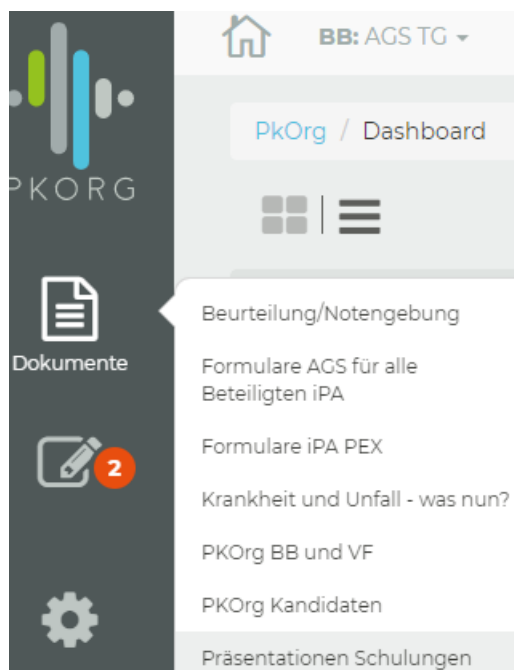 BB: AGS TG
PkOrg / Dashboard
PKORG
Dokumente
2
Beurteilung/Notengebung
Formulare AGS für alle
Beteiligten iPA
Formulare iPA PEX
Krankheit und Unfall - was nun?
PKOrg BB und VF
PKOrg Kandidaten
Präsentationen Schulungen